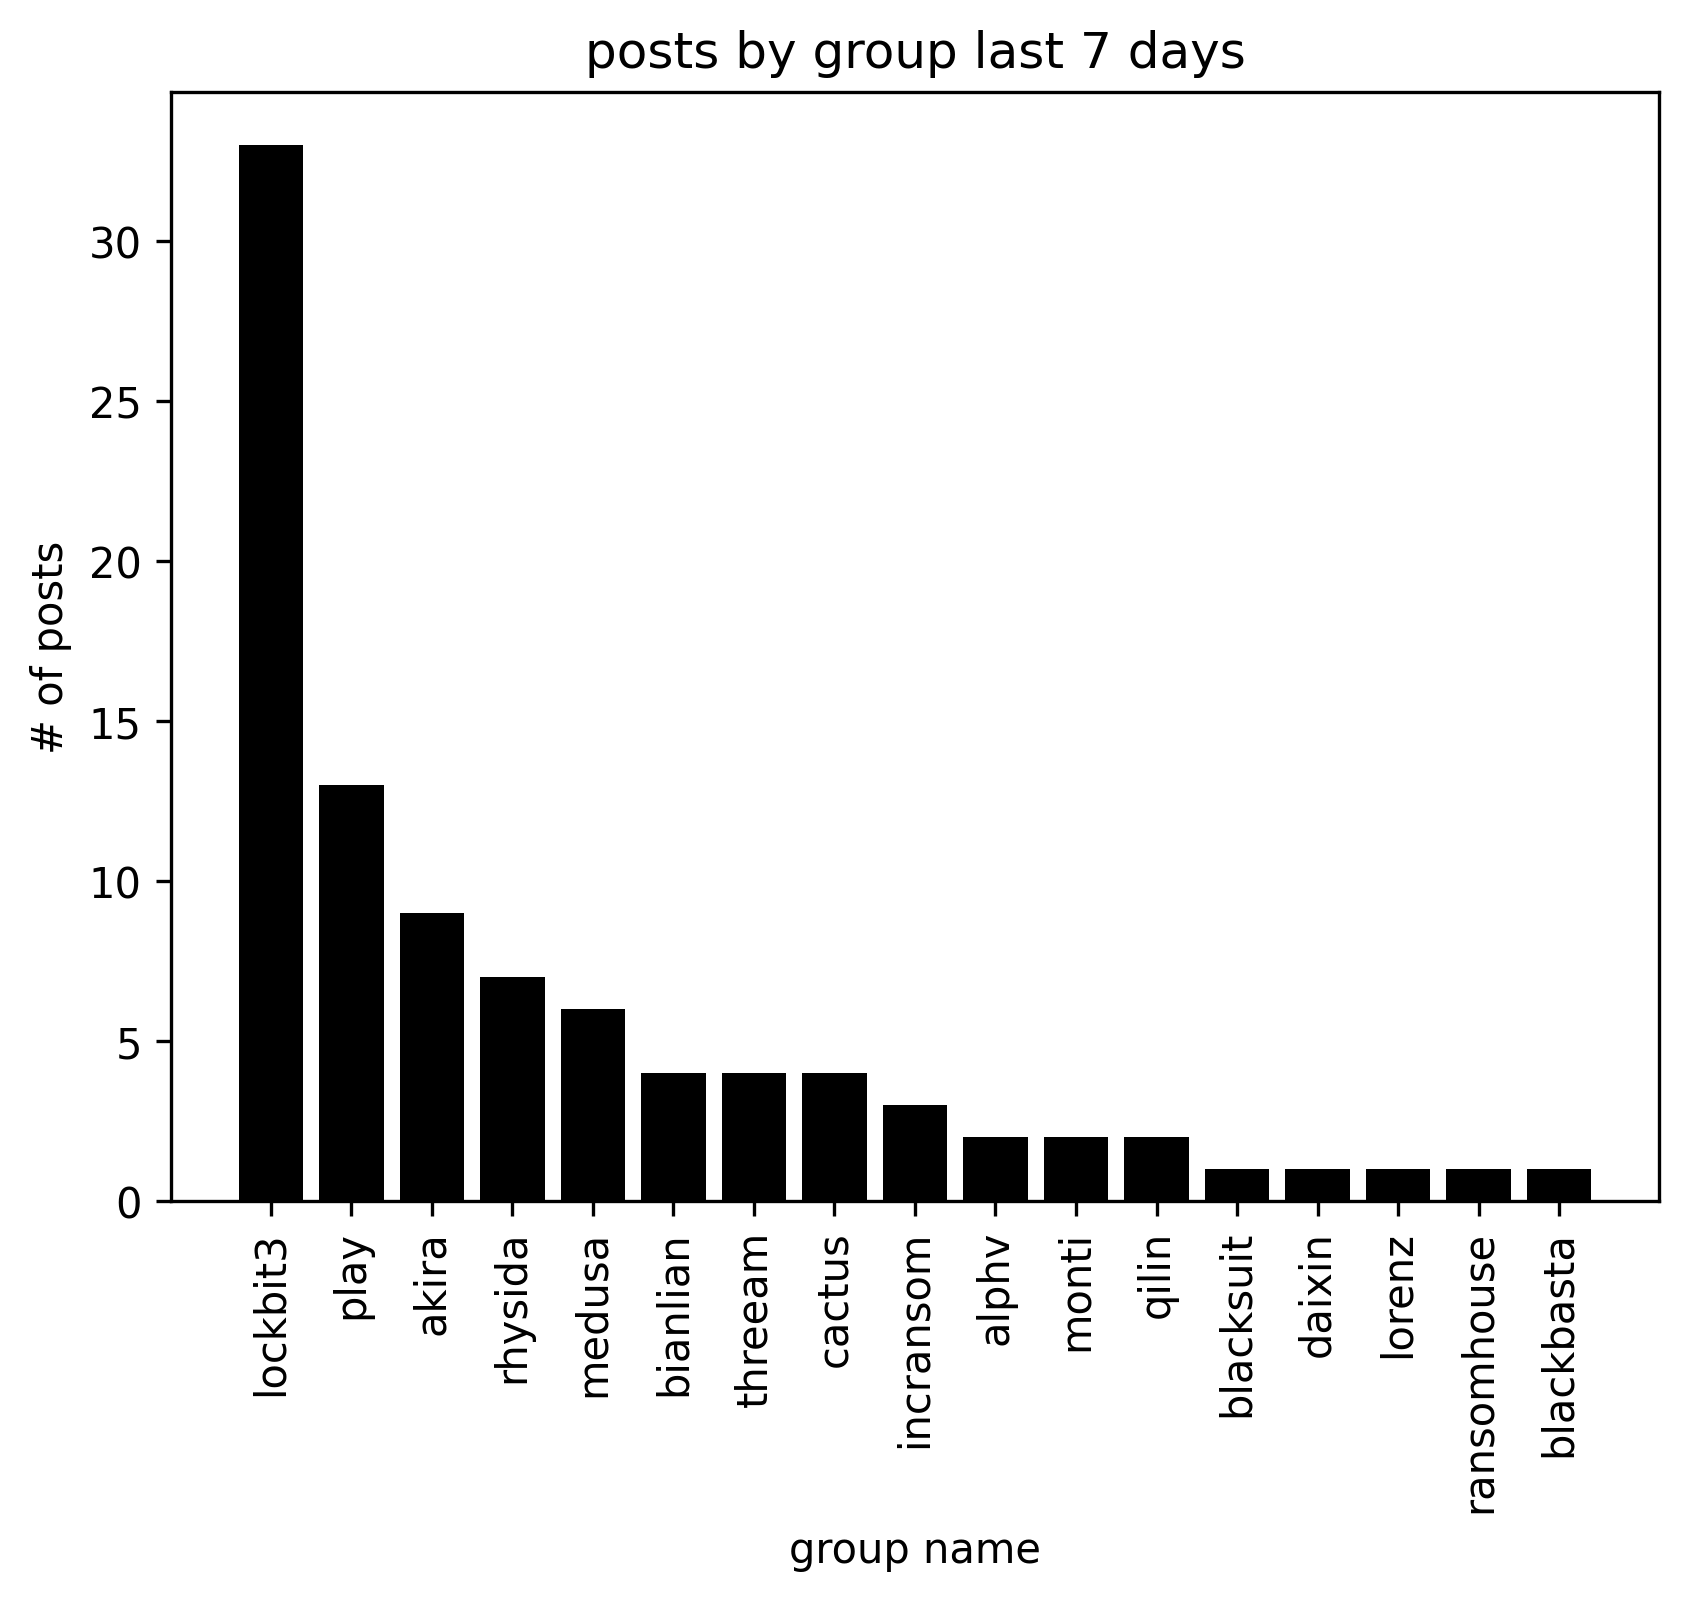 posts by group last 7 days
# of posts
30
25
20
15
10
5
0
lockbit3
play
akira
rhysida
medusa
bianlian
threeam
cactus
incransom
alphv
monti
qilin
blacksuit
daixin
lorenz
ransomhouse
blackbasta
group name